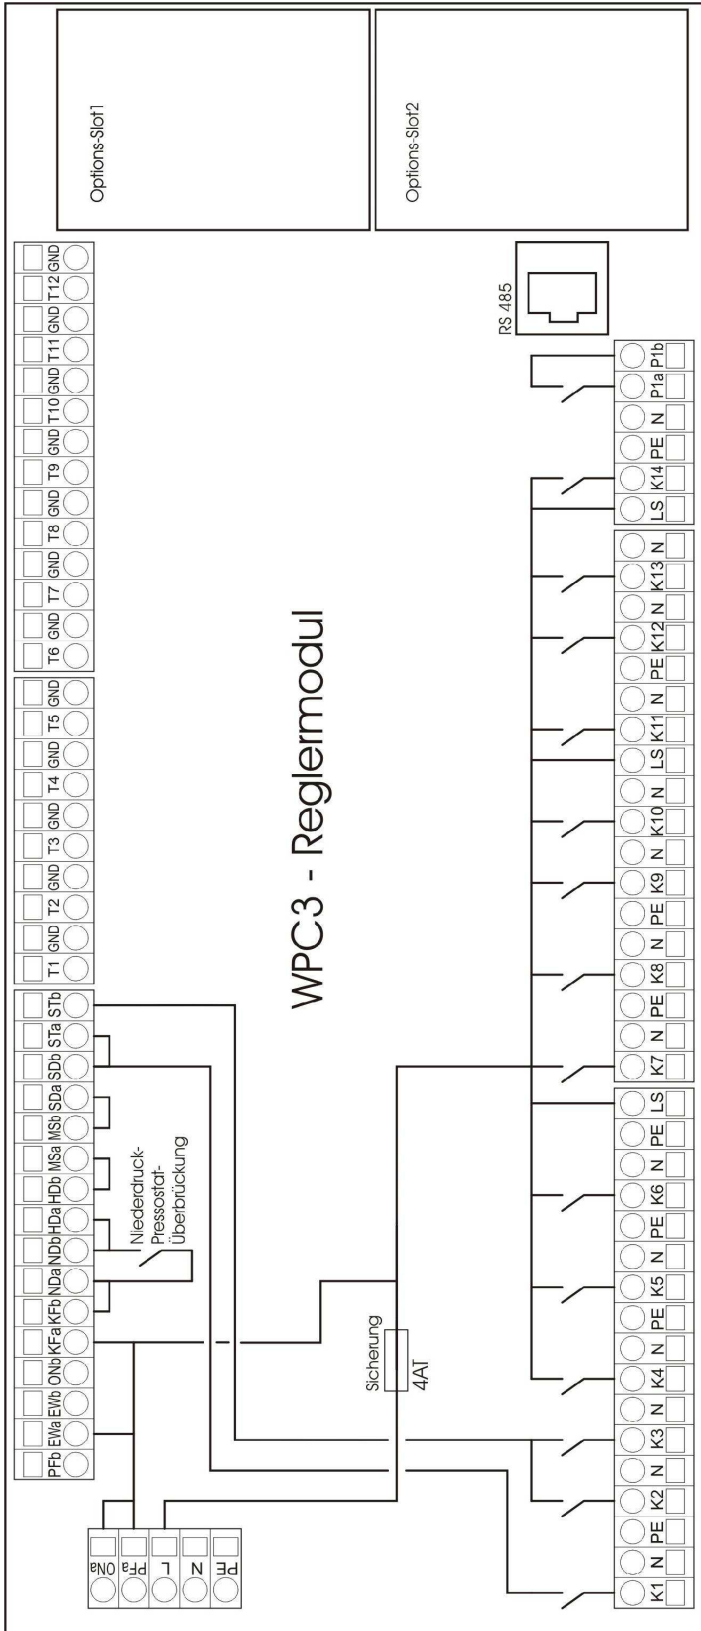 PFb EWa EWb ONb KFa KFb NDa NDb HDa HDb MSa MSb SDa SDb STa STb
T1 GND T2 GND T3 GND T4 GND T5 GND
T6 GND T7 GND T8 GND T9 GND T10 GND T11 GND T12 GND
ONa
PFa
L
N
PE
Niederdruck-
Pressostat-
Überbrückung
Options-Slot1
WPC3 - Reglermodul
Sicherung
4AT
Options-Slot2
RS 485
K1 N PE K2 N K3 N K4 N PE K5 N PE K6 N PE LS
K7 N PE K8 N PE K9 N K10 N LS K11 N PE K12 N K13 N
LS K14 PE N P1a P1b